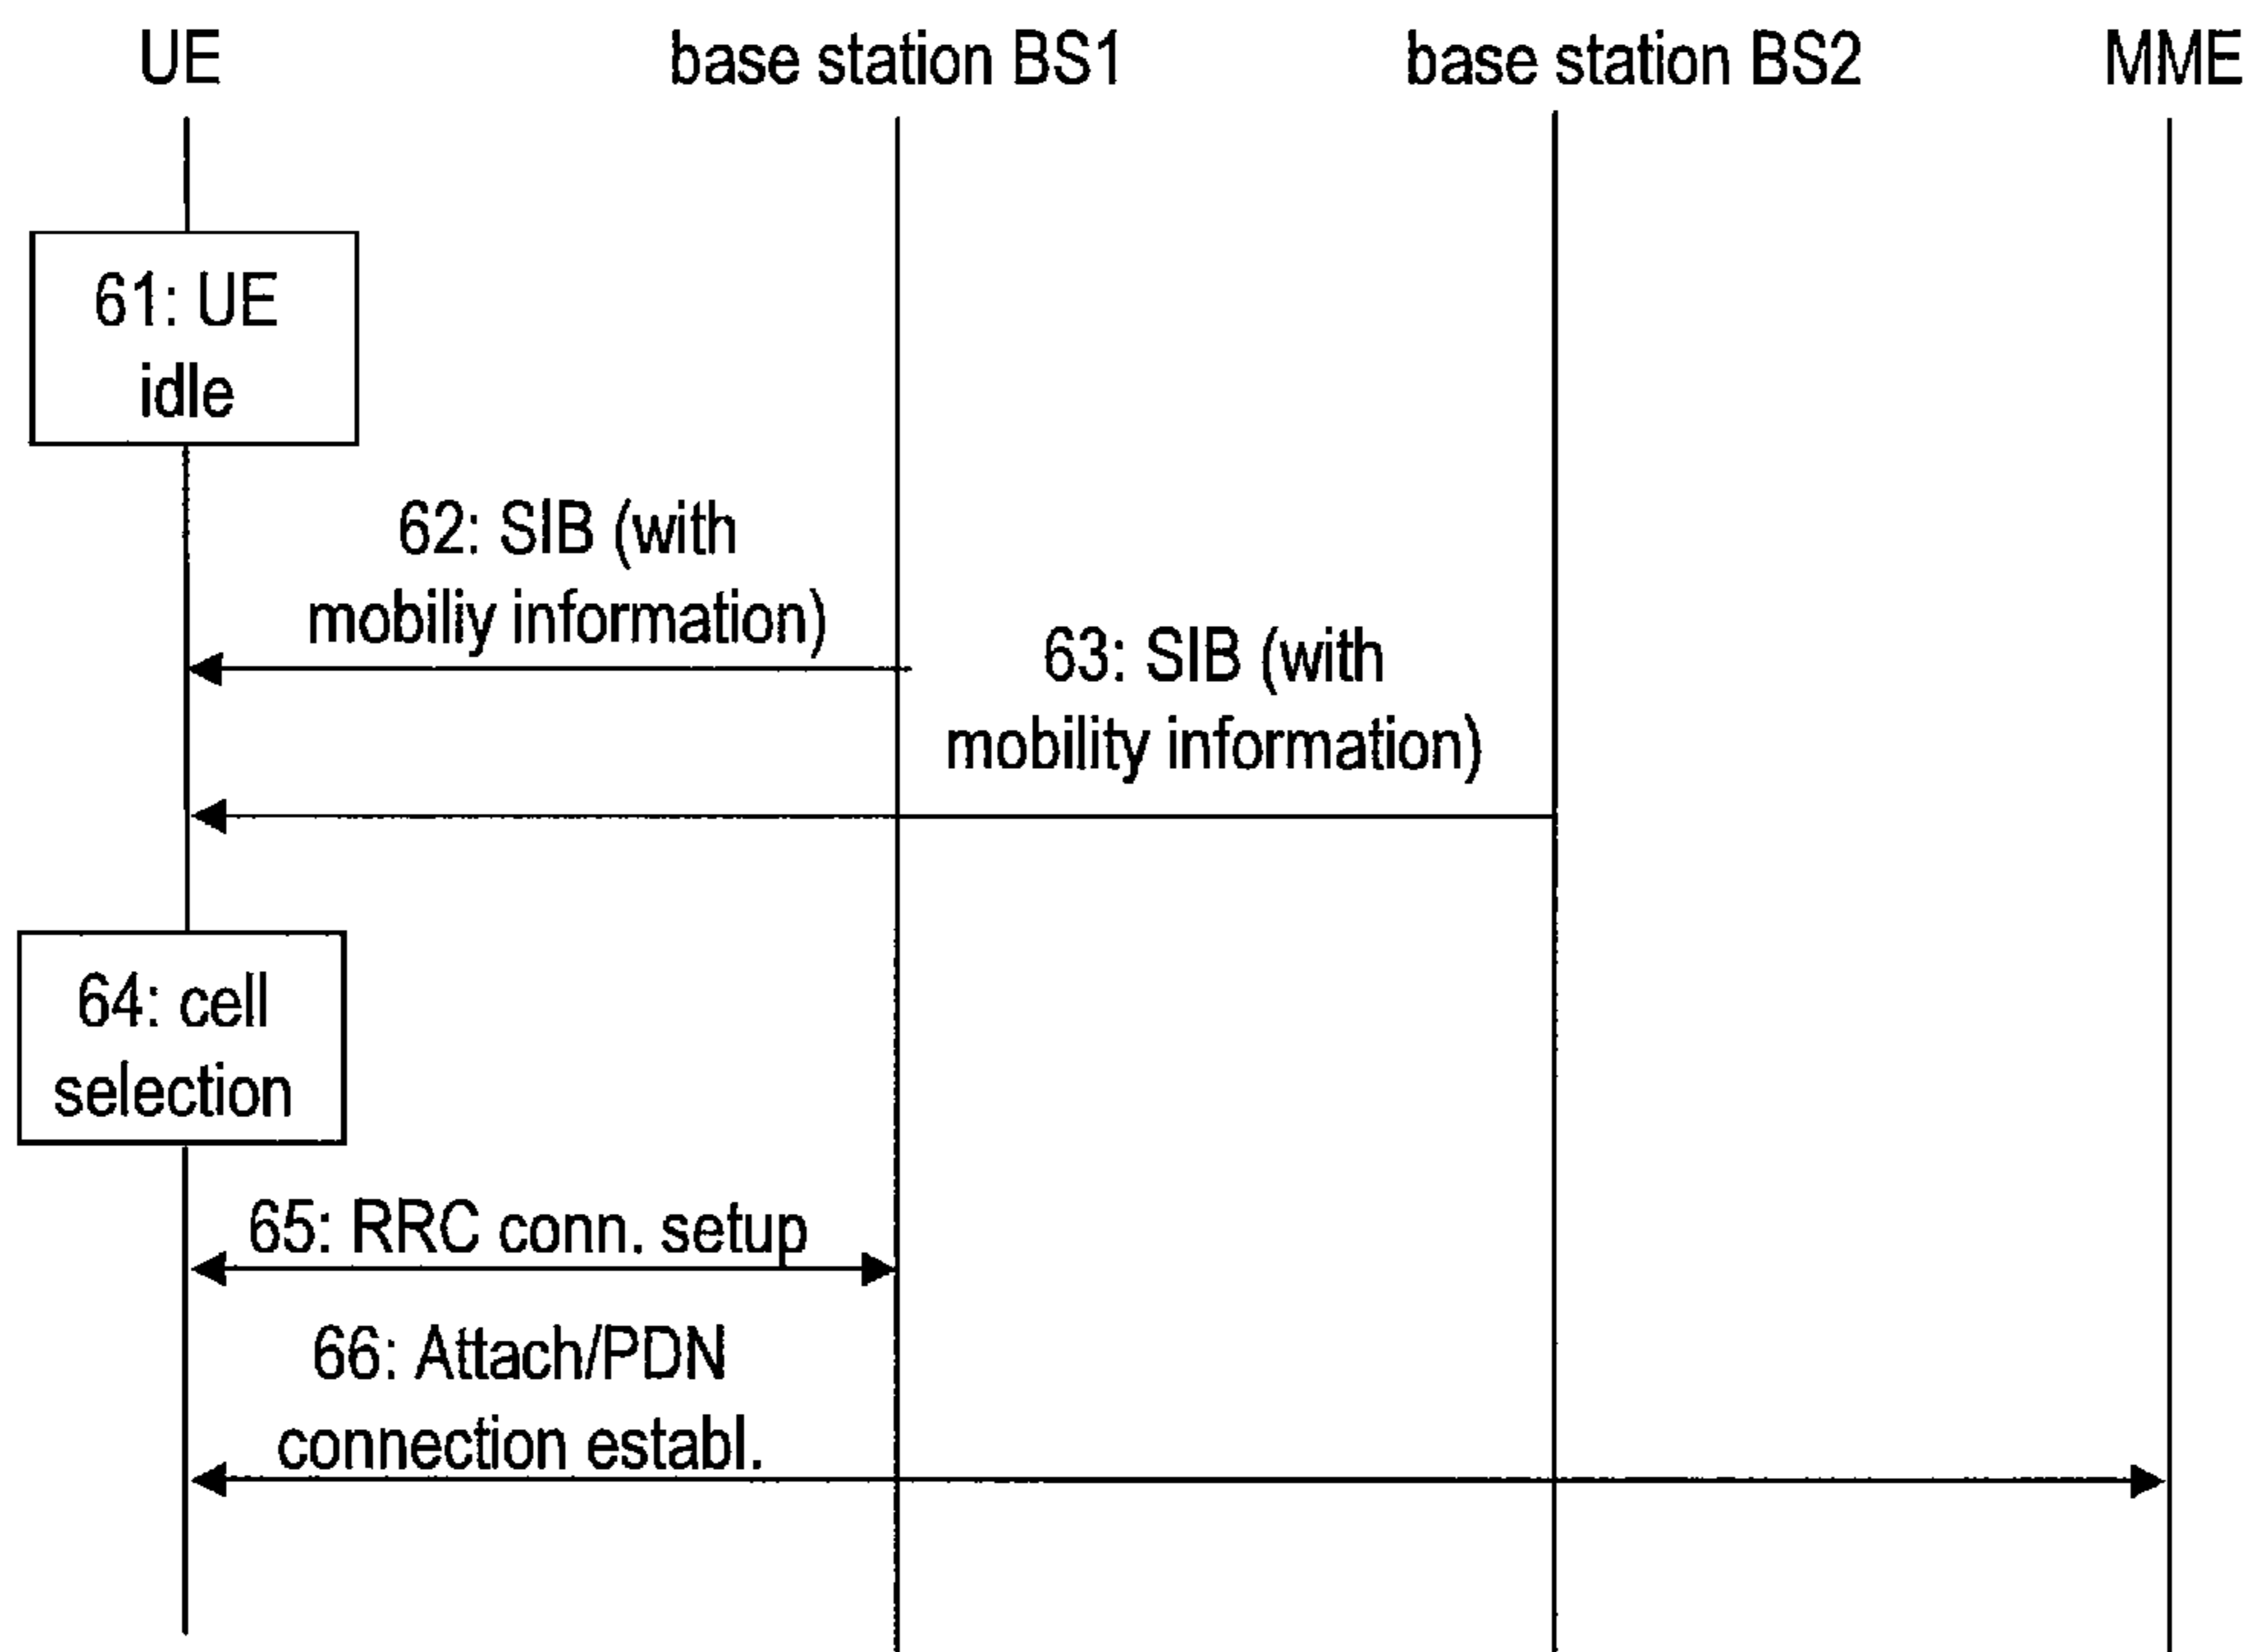 UE
base station BS1
base station BS2
MME
61: UE
idle
62: SIB (with
mobiliy information)
63: SIB (with
mobility information)
64: cell
selection
65: RRC conn. setup
66: Attach/PDN
connection establ.